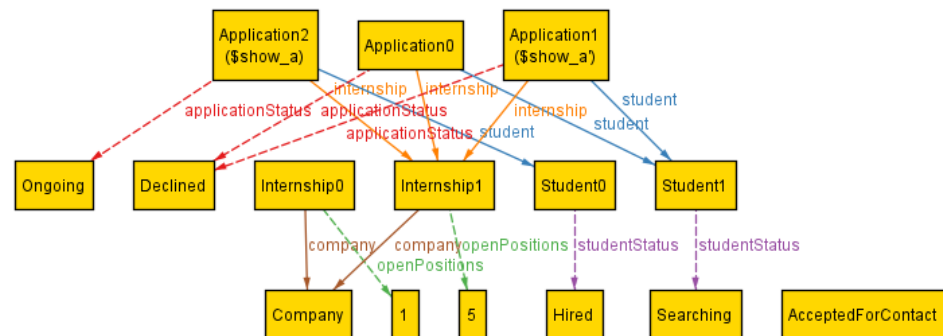 Application2
($show_a)
Application0
Application1
($show_a')
internship
internship
student
applicationStatus
applicationStatus
internship
student
applicationStatus
student
Ongoing
Declined
Internship0
Internship1
Student0
Student1
company
company
openPositions
studentStatus
studentStatus
openPositions
Company
1
5
Hired
Searching
AcceptedForContact